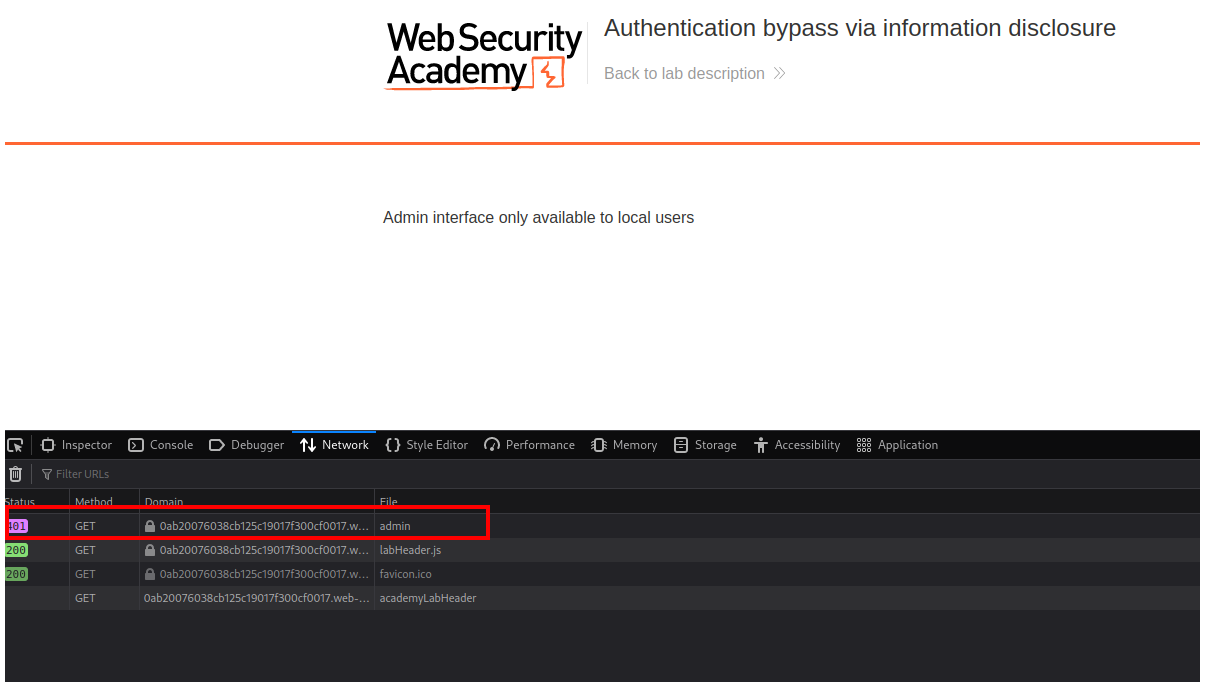 Web Security
Academy
Authentication bypass via information disclosure
Back to lab description
Admin interface only available to local users
Inspector Console Debugger Network Style Editor Performance Memory Storage Accessibility Application
Filter URLs
Status Method Domain File
401 GET 0ab20076038cb125c19017f300cf0017.w... admin
200 GET 0ab20076038cb125c19017f300cf0017.w... labHeader.js
200 GET 0ab20076038cb125c19017f300cf0017.w... favicon.ico
GET 0ab20076038cb125c19017f300cf0017.web-... academyLabHeader